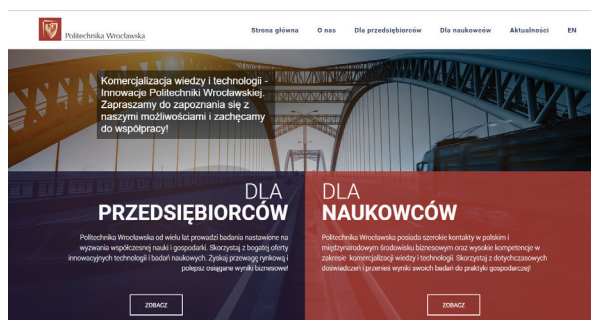 Politechnika Wrocławska
Strona główna
O nas
Dla przedsiębiorców
Dla naukowców
Aktualności
EN
Komercjalizacja wiedzy i technologii -
Innowacje Politechniki Wrocławskiej.
Zapraszamy do zapoznania się z
naszymi możliwościami i zachęcamy
do współpracy!
DLA
PRZEDSIĘBIORCÓW
Politechnika Wrocławska od wielu lat prowadzi badania nastawione na
wyzwania współczesnej nauki i gospodarki. Skorzystaj z bogatej oferty
innowacyjnych technologii i badań naukowych. Zyskaj przewagę rynkową i
polepsz osiągane wyniki biznesowe!
ZOBACZ
DLA
NAUKOWCÓW
Politechnika Wrocławska posiada szerokie kontakty w polskim i
międzynarodowym środowisku biznesowym oraz wysokie kompetencje w
zakresie komercjalizacji wiedzy i technologii. Skorzystaj z dotychczasowych
doświadczeń i przenieś wyniki swoich badań do praktyki gospodarczej!
ZOBACZ